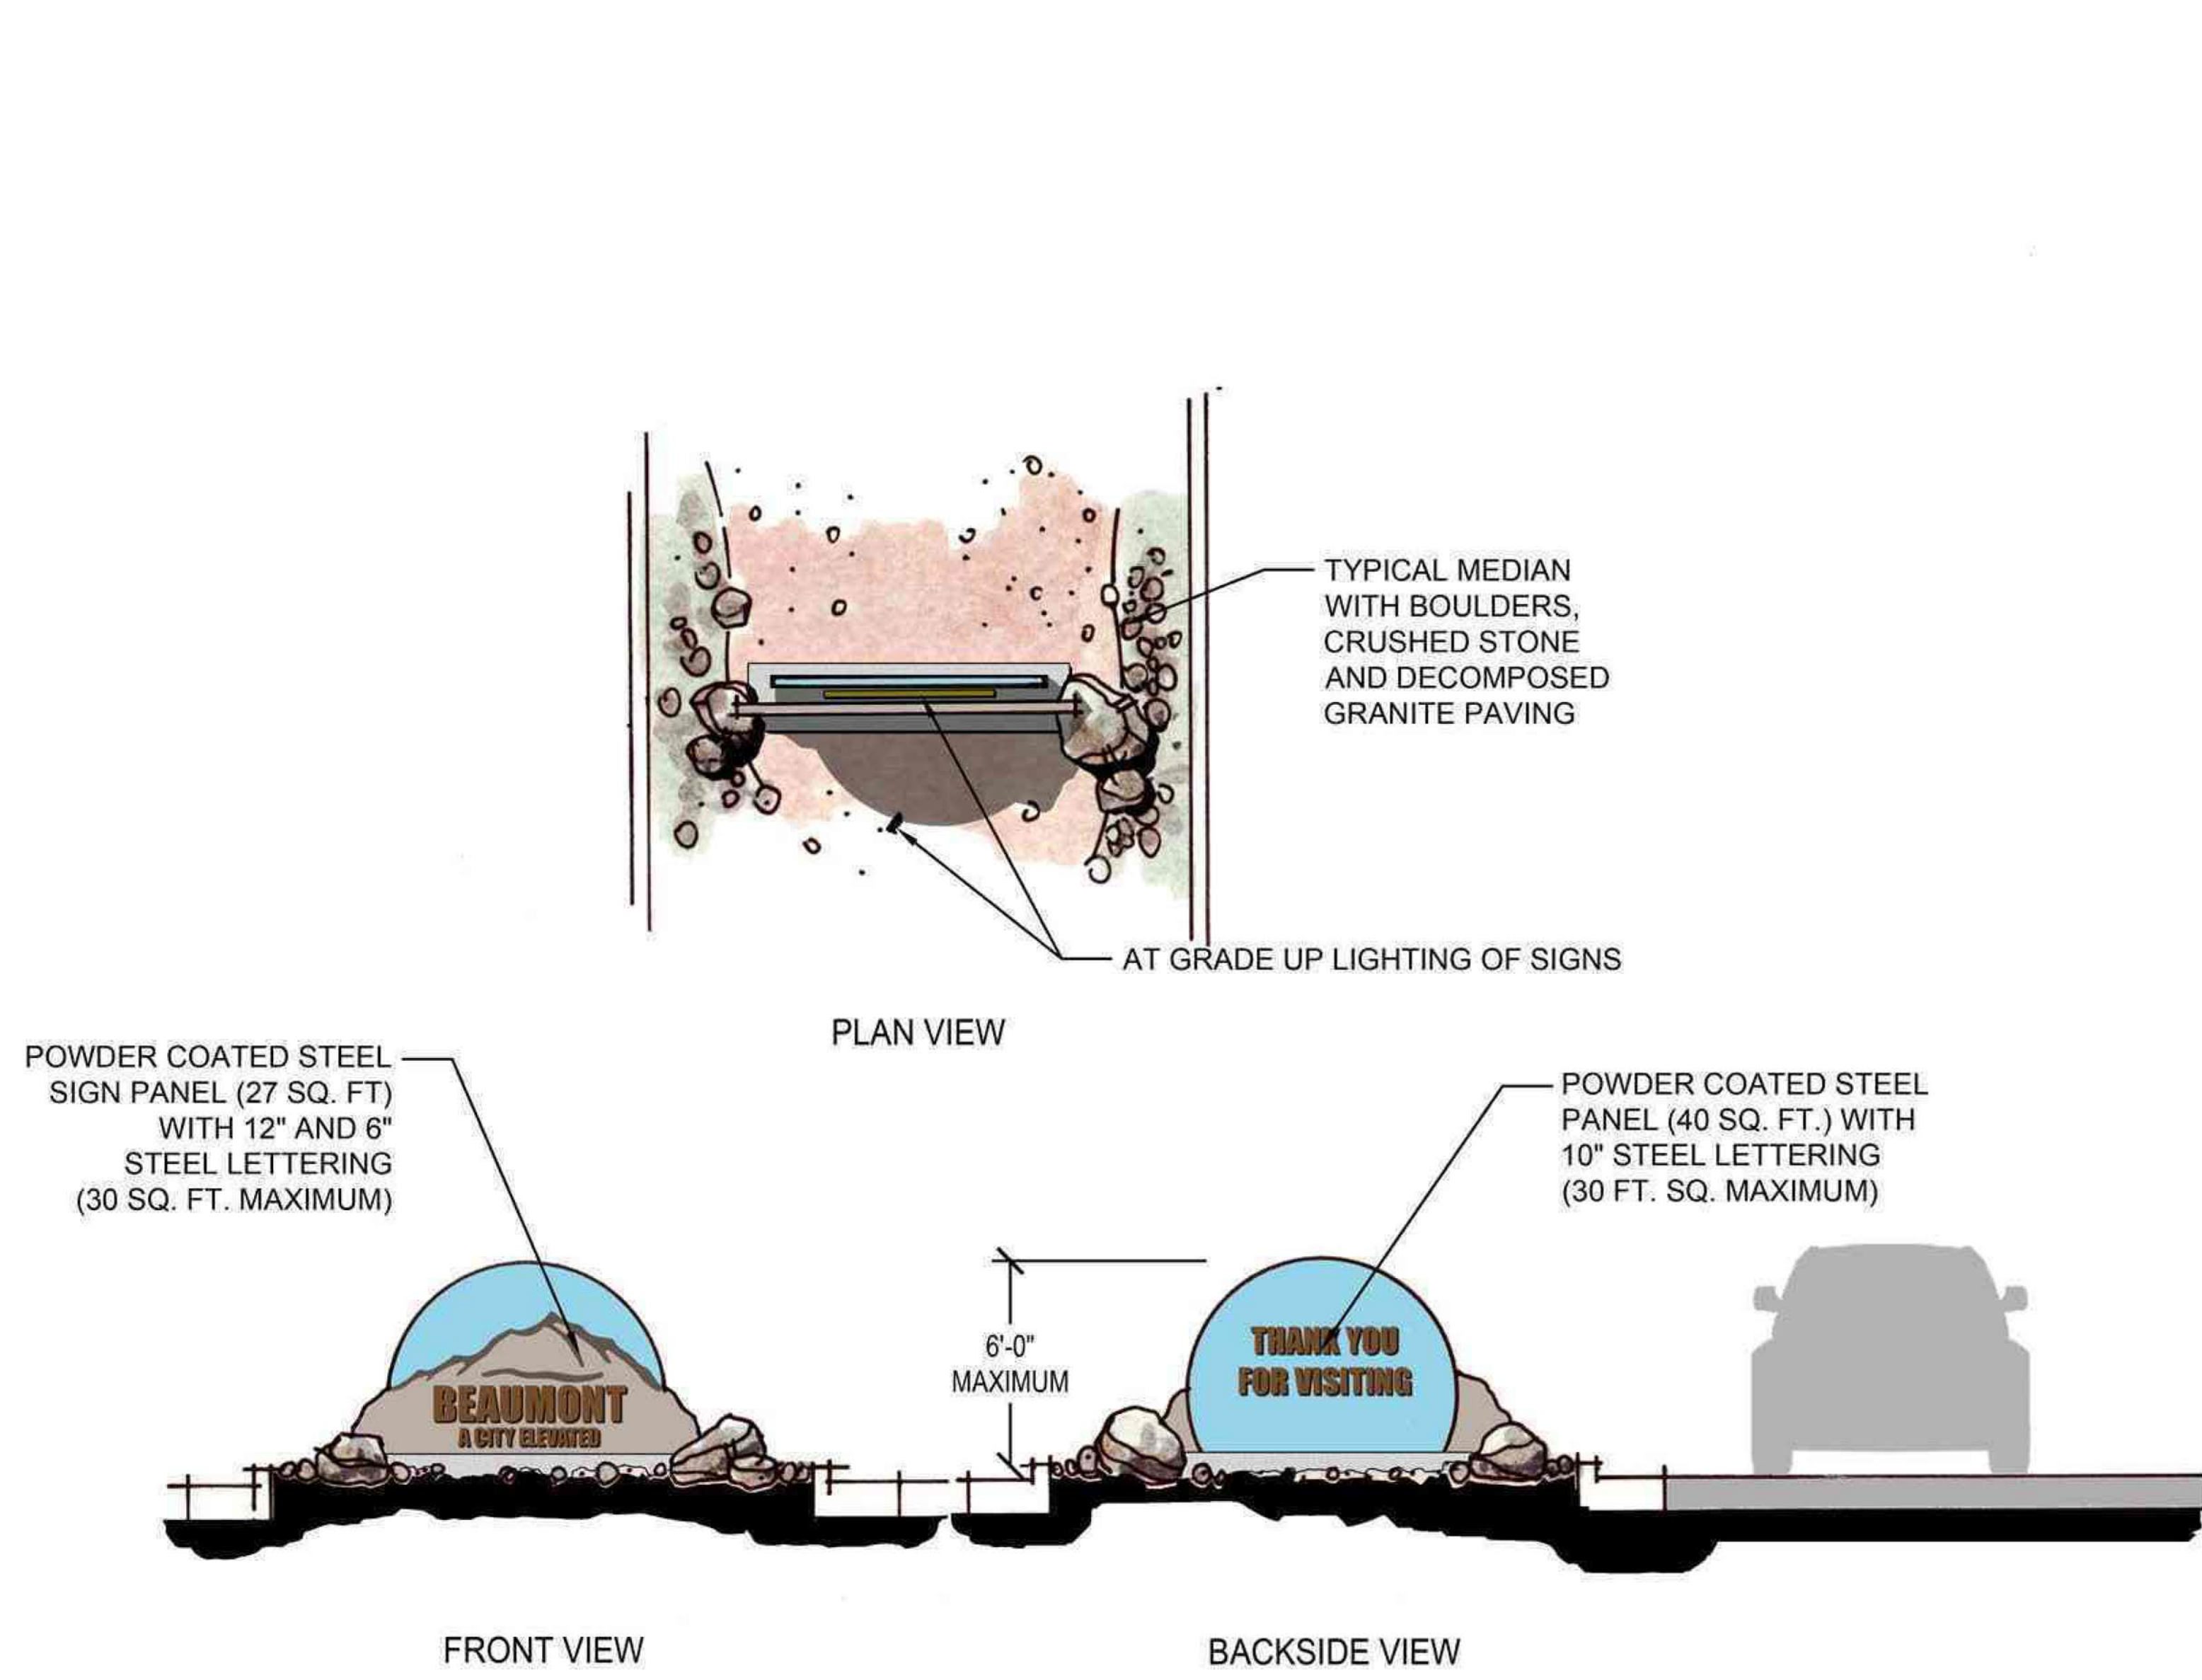 TYPICAL MEDIAN
WITH BOULDERS,
CRUSHED STONE
AND DECOMPOSED
GRANITE PAVING
AT GRADE UP LIGHTING OF SIGNS
PLAN VIEW
POWDER COATED STEEL
SIGN PANEL (27 SQ. FT)
WITH 12" AND 6"
STEEL LETTERING
(30 SQ. FT. MAXIMUM)
POWDER COATED STEEL
PANEL (40 SQ. FT.) WITH
10" STEEL LETTERING
(30 FT. SQ. MAXIMUM)
BEAUMONT
A CITY ELEVATED
6'-0"
MAXIMUM
THANK YOU
FOR VISITING
FRONT VIEW
BACKSIDE VIEW